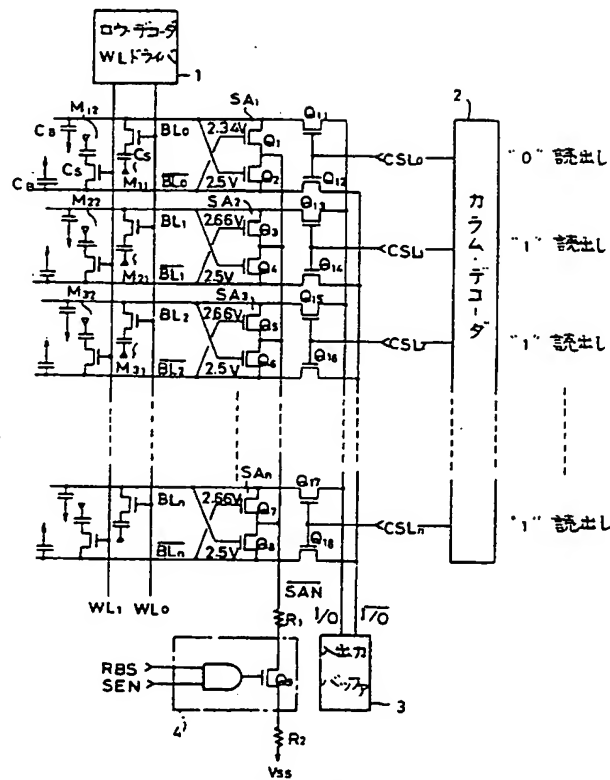 ロウ・デコーダ
WLドライバ
1
M12
CB
CS
CS
CB
M11
BL0
BL0
2.34V
2.5V
SA1
Q1
Q2
Q11
Q12
CSL0
"0" 読出し
2
カラム・デコーダ
M22
M21
BL1
BL1
2.66V
2.5V
SA2
Q3
Q4
Q13
Q14
CSL1
"1" 読出し
M32
M31
BL2
BL2
2.66V
2.5V
SA3
Q5
Q6
Q15
Q16
CSL2
"1" 読出し
BLn
BLn
2.66V
2.5V
SAn
Q7
Q8
Q17
Q18
CSLn
"1" 読出し
WL1 WL0
SAN
R1
I/O
I/O
RBS
SEN
Q9
4
R2
VSS
入出力
バッファ
3